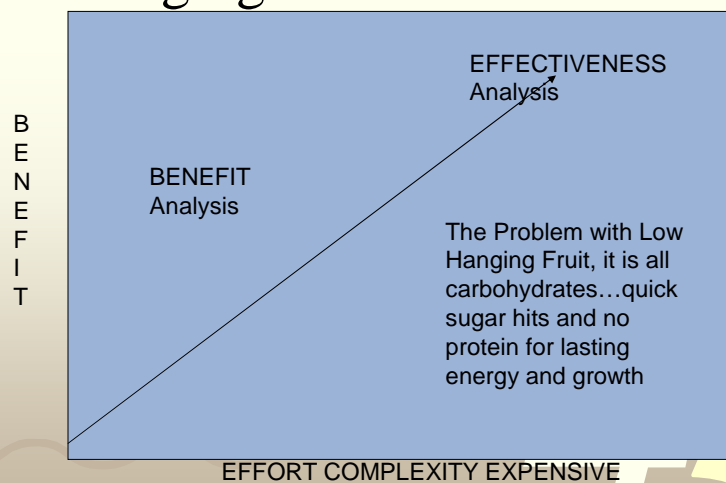 EFFECTIVENESS
Analysis
B
E
N
E
F
I
T
BENEFIT
Analysis
The Problem with Low
Hanging Fruit, it is all
carbohydrates…quick
sugar hits and no
protein for lasting
energy and growth
EFFORT COMPLEXITY EXPENSIVE